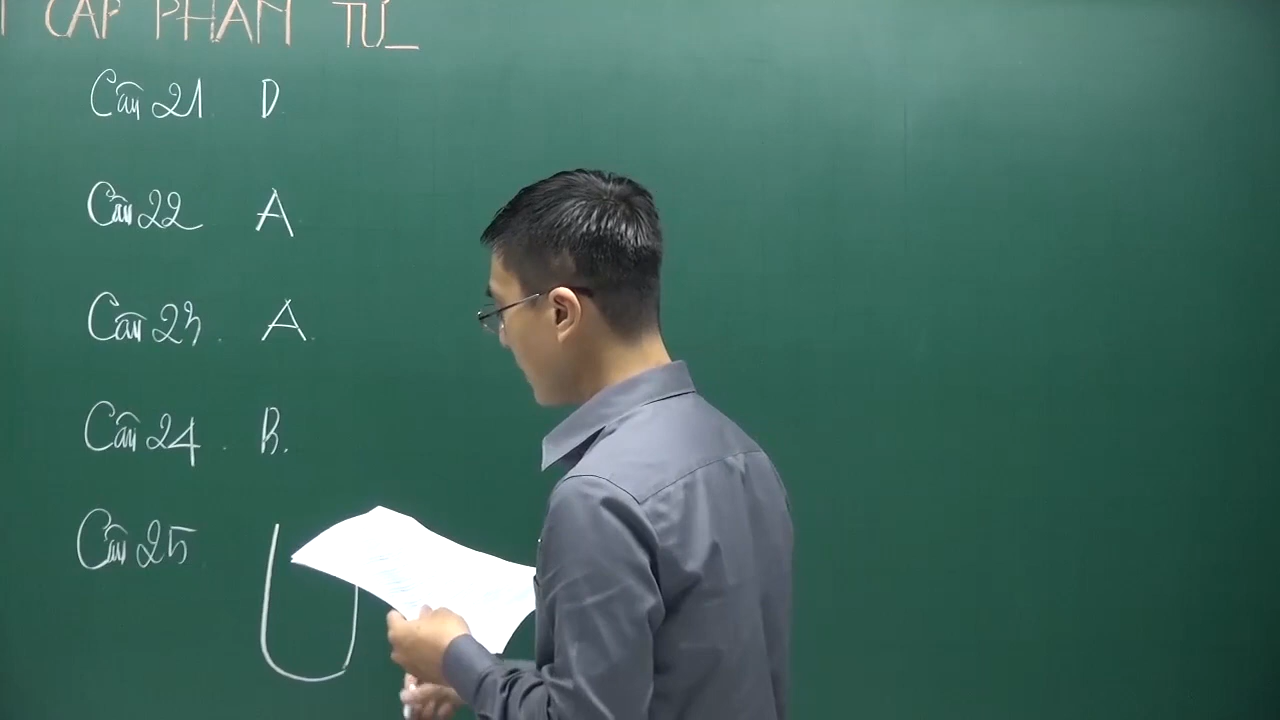 CẤP PHÂN TỬ
Câu 21 D
Câu 22 A
Câu 23. A.
Câu 24. B.
Câu 25